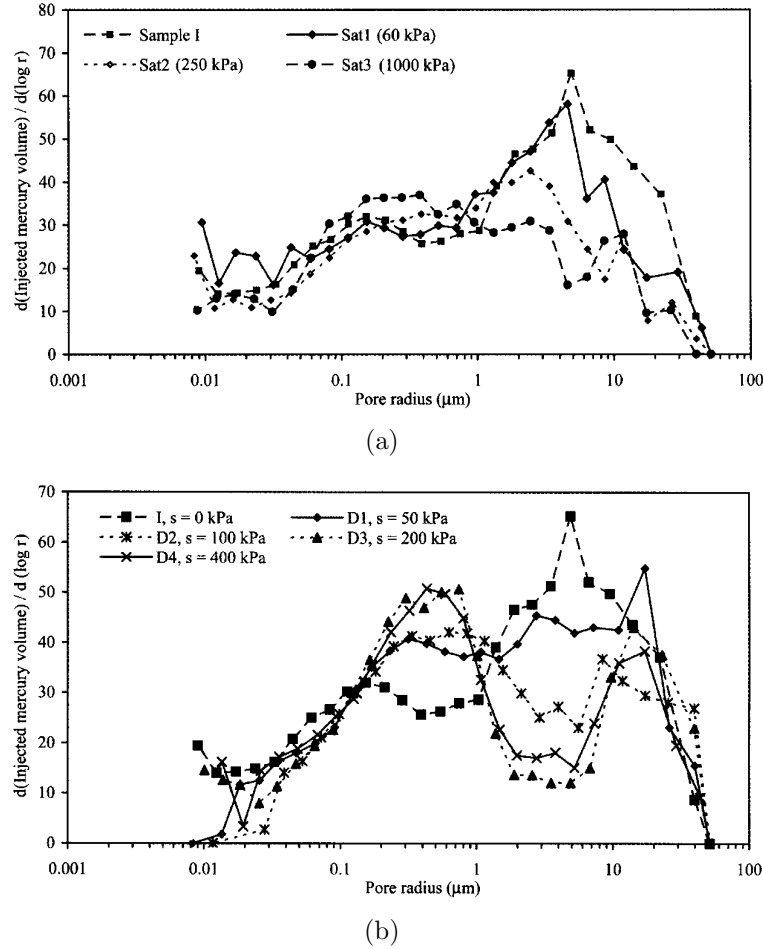 80
70
60
50
40
30
20
10
0
d(Injected mercury volume) / d(log r)
Sample I
Sat1 (60 kPa)
Sat2 (250 kPa)
Sat3 (1000 kPa)
0.001
0.01
0.1
1
10
100
Pore radius (μm)
(a)
70
60
50
40
30
20
10
0
d(Injected mercury volume) / d (log r)
I, s = 0 kPa
D1, s = 50 kPa
D2, s = 100 kPa
D3, s = 200 kPa
D4, s = 400 kPa
0.001
0.01
0.1
1
10
100
Pore radius (μm)
(b)